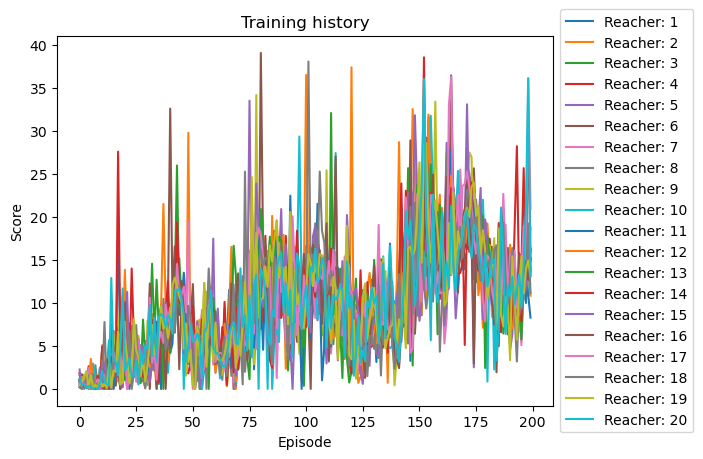 Training history
Score
40
35
30
25
20
15
10
5
0
0 25 50 75 100 125 150 175 200
Episode
Reacher: 1
Reacher: 2
Reacher: 3
Reacher: 4
Reacher: 5
Reacher: 6
Reacher: 7
Reacher: 8
Reacher: 9
Reacher: 10
Reacher: 11
Reacher: 12
Reacher: 13
Reacher: 14
Reacher: 15
Reacher: 16
Reacher: 17
Reacher: 18
Reacher: 19
Reacher: 20